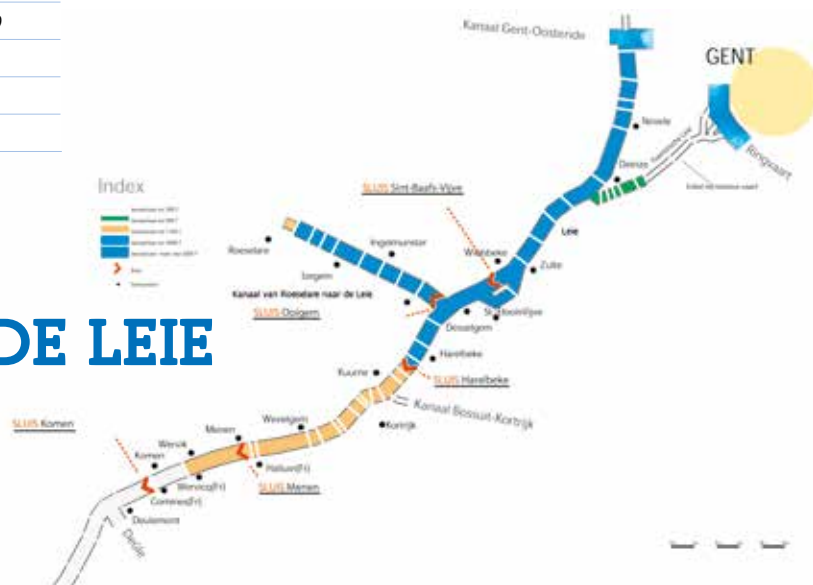 Kanaal Gent-Oostende
GENT
Nevele
Ringvaart
Deinze
Index
SLUIS Sint-Baafs-Vijve
Leie
Roeselare
Ingelmunster
Izegem
Wielsbeke
Zulte
Kanaal van Roeselare naar de Leie
SLUIS Ooigem
Desselgem
DE LEIE
Harelbeke
Kuurne
SLUIS Harelbeke
Kanaal Bossuit-Kortrijk
SLUIS Komen
Wevelgem
Menen
Kortrijk
Wervik
Komen
Halluin(Fr)
Wervicq(Fr)
SLUIS Menen
Comines(Fr)
Deulemont
Deûle